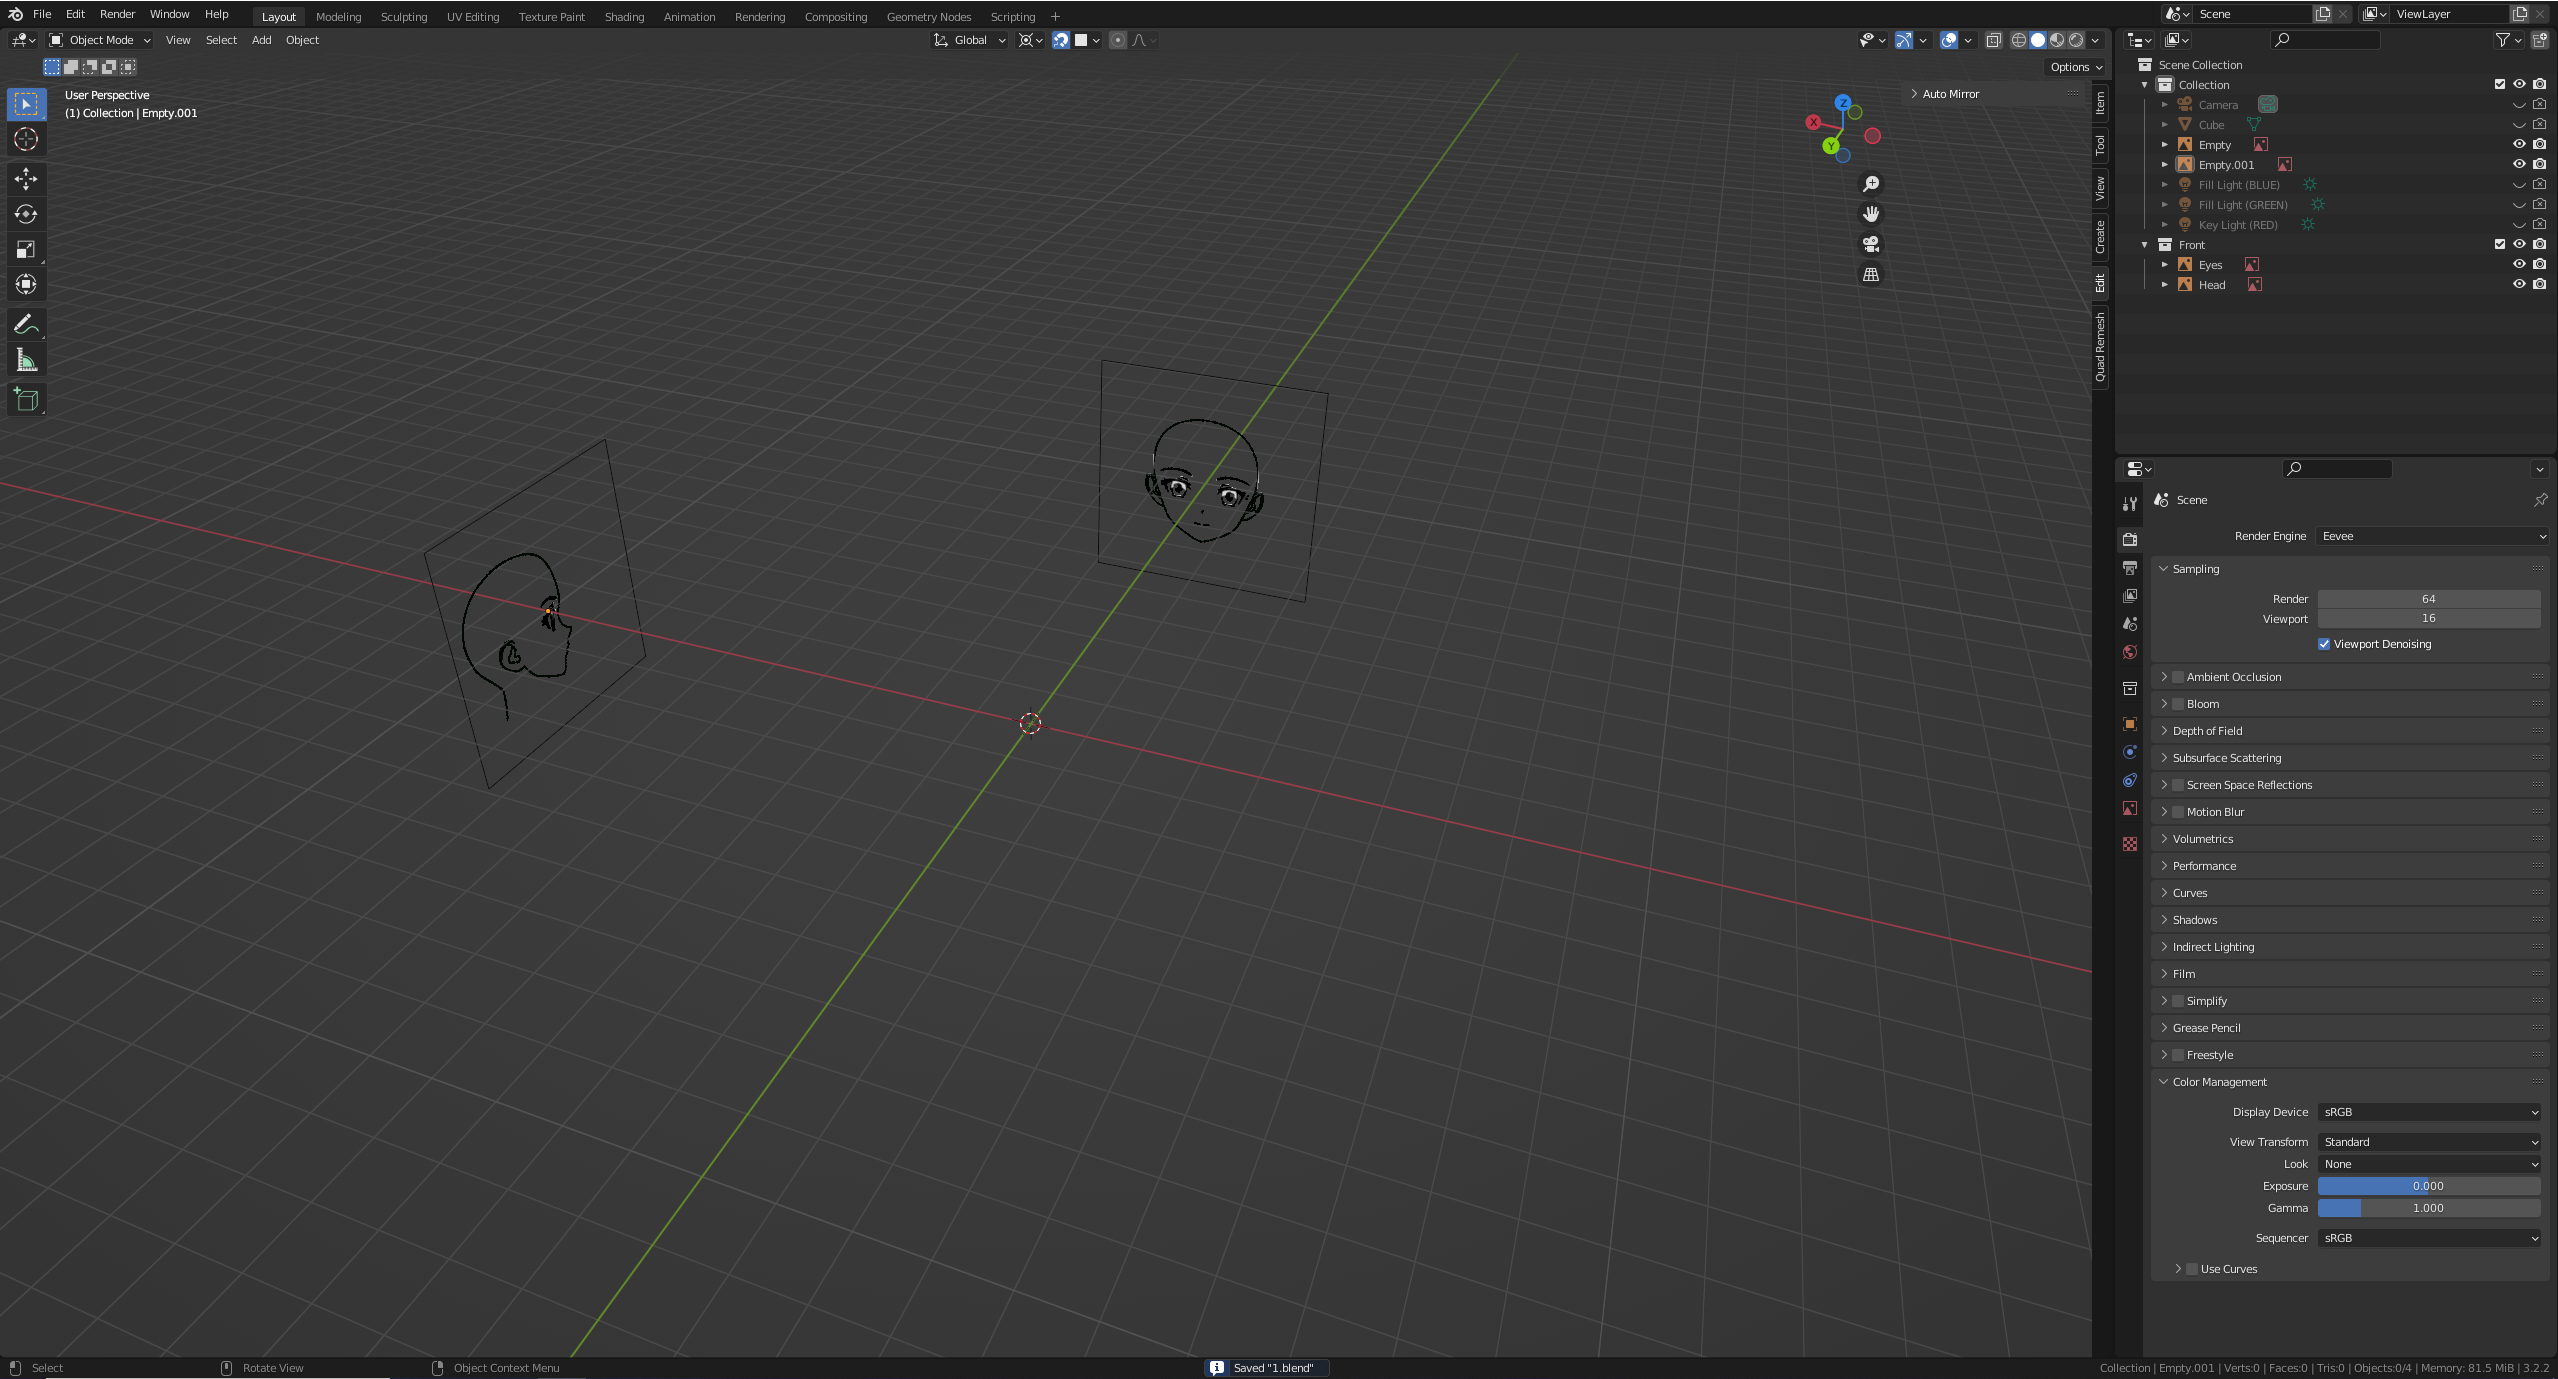 File Edit Render Window Help Layout Modeling Sculpting UV Editing Texture Paint Shading Animation Rendering Compositing Geometry Nodes Scripting + Scene ViewLayer
Object Mode View Select Add Object Global
Options
User Perspective
(1) Collection | Empty.001
Auto Mirror
Z
X
Y
Item
Tool
View
Create
Edit
Quad Remesh
Scene Collection
Collection
Camera
Cube
Empty
Empty.001
Fill Light (BLUE)
Fill Light (GREEN)
Key Light (RED)
Front
Eyes
Head
Scene
Render Engine Eevee
Sampling
Render 64
Viewport 16
Viewport Denoising
Ambient Occlusion
Bloom
Depth of Field
Subsurface Scattering
Screen Space Reflections
Motion Blur
Volumetrics
Performance
Curves
Shadows
Indirect Lighting
Film
Simplify
Grease Pencil
Freestyle
Color Management
Display Device sRGB
View Transform Standard
Look None
Exposure 0.000
Gamma 1.000
Sequencer sRGB
Use Curves
Select Rotate View Object Context Menu Saved "1.blend" Collection | Empty.001 | Verts:0 | Faces:0 | Tris:0 | Objects:0/4 | Memory: 81.5 MiB | 3.2.2